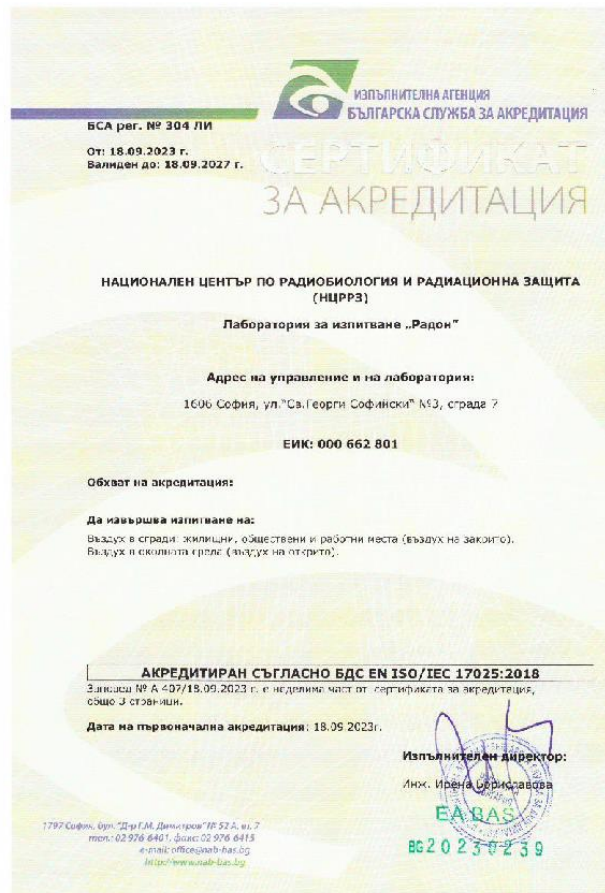 ИЗПЪЛНИТЕЛНА АГЕНЦИЯ
БЪЛГАРСКА СЛУЖБА ЗА АКРЕДИТАЦИЯ
БСА рег. № 304 ЛИ
От: 18.09.2023 г.
Валиден до: 18.09.2027 г.
СЕРТИФИКАТ
ЗА АКРЕДИТАЦИЯ
НАЦИОНАЛЕН ЦЕНТЪР ПО РАДИОБИОЛОГИЯ И РАДИАЦИОННА ЗАЩИТА
(НЦРРЗ)
Лаборатория за изпитване „Радон"
Адрес на управление и на лаборатория:
1606 София, ул."Св.Георги Софийски" №3, сграда 7
ЕИК: 000 662 801
Обхват на акредитация:
Да извършва изпитване на:
Въздух в сгради: жилищни, обществени и работни места (въздух на закрито).
Въздух в околната среда (въздух на открито).
АКРЕДИТИРАН СЪГЛАСНО БДС EN ISO/IEC 17025:2018
Заповед № А 407/18.09.2023 г. е неделима част от сертификата за акредитация,
общо 3 страници.
Дата на първоначална акредитация: 18.09.2023г.
Изпълнителен директор:
Инж. Ирена Бориславова
EA BAS
BG20230239
1797 София, бул. "Д-р Г.М. Димитров" № 52 А, ет. 7
тел.: 02 976 6401, факс: 02 976 6415
e-mail: office@nab-bas.bg
http://www.nab-bas.bg